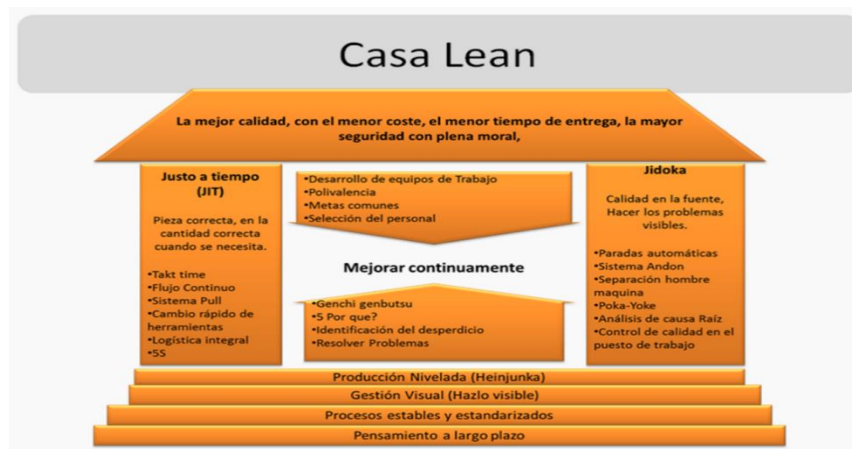 Casa Lean
La mejor calidad, con el menor coste, el menor tiempo de entrega, la mayor
seguridad con plena moral,
Justo a tiempo
(JIT)
Pieza correcta, en la
cantidad correcta
cuando se necesita.
•Takt time
•Flujo Continuo
•Sistema Pull
•Cambio rápido de
herramientas
•Logística integral
•5S
•Desarrollo de equipos de Trabajo
•Polivalencia
•Metas comunes
•Selección del personal
Mejorar continuamente
•Genchi genbutsu
•5 Por que?
•Identificación del desperdicio
•Resolver Problemas
Jidoka
Calidad en la fuente,
Hacer los problemas
visibles.
•Paradas automáticas
•Sistema Andon
•Separación hombre
maquina
•Poka-Yoke
•Análisis de causa Raíz
•Control de calidad en el
puesto de trabajo
Producción Nivelada (Heinjunka)
Gestión Visual (Hazlo visible)
Procesos estables y estandarizados
Pensamiento a largo plazo